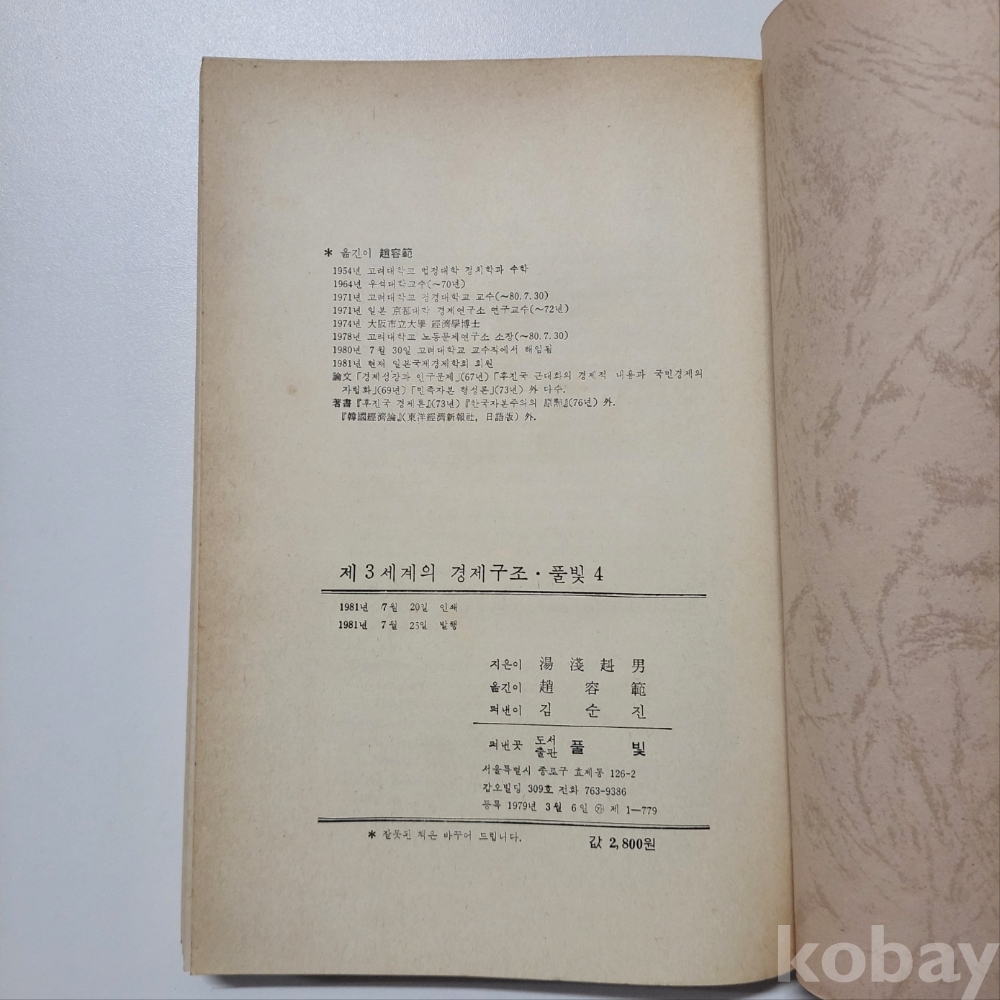 * 옮긴이 趙容範
1954년 고려대학교 법정대학 정치학과 수학
1964년 우석대학교수(~70년)
1971년 고려대학교 정경대학교 교수(~80.7.30)
1971년 일본 京都대학 경제연구소 연구교수(~72년)
1974년 大阪市立大學 經濟學博士
1978년 고려대학교 노동문제연구소 소장(~80.7.30)
1980년 7월 30일 고려대학교 교수직에서 해임됨
1981년 현재 일본국제경제학회 회원
論文「경제성장과 인구문제」(67년)「후진국 근대화의 경제적 내용과 국민경제의
자립화」(69년)「민족자본 형성론」(73년) 外 다수.
著書『후진국 경제론』(73년)『한국자본주의의 原點』(76년) 外.
『韓國經濟論』(東洋經濟新報社, 日語版) 外.
제3세계의 경제구조・풀빛 4
1981년 7월 20일 인쇄
1981년 7월 25일 발행
지은이 湯淺赳男
옮긴이 趙容範
펴낸이 김순진
펴낸곳 도서출판 풀빛
서울특별시 종로구 효제동 126-2
갑오빌딩 309호 전화 763-9386
등록 1979년 3월 6일 ㉮ 제 1—779
* 잘못된 책은 바꾸어 드립니다.
값 2,800원
kobay